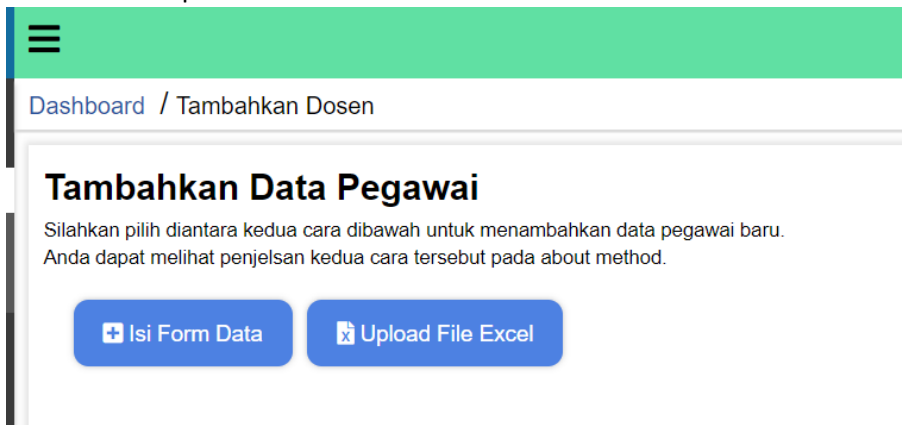 Dashboard / Tambahkan Dosen
Tambahkan Data Pegawai
Silahkan pilih diantara kedua cara dibawah untuk menambahkan data pegawai baru.
Anda dapat melihat penjelsan kedua cara tersebut pada about method.
Isi Form Data
Upload File Excel